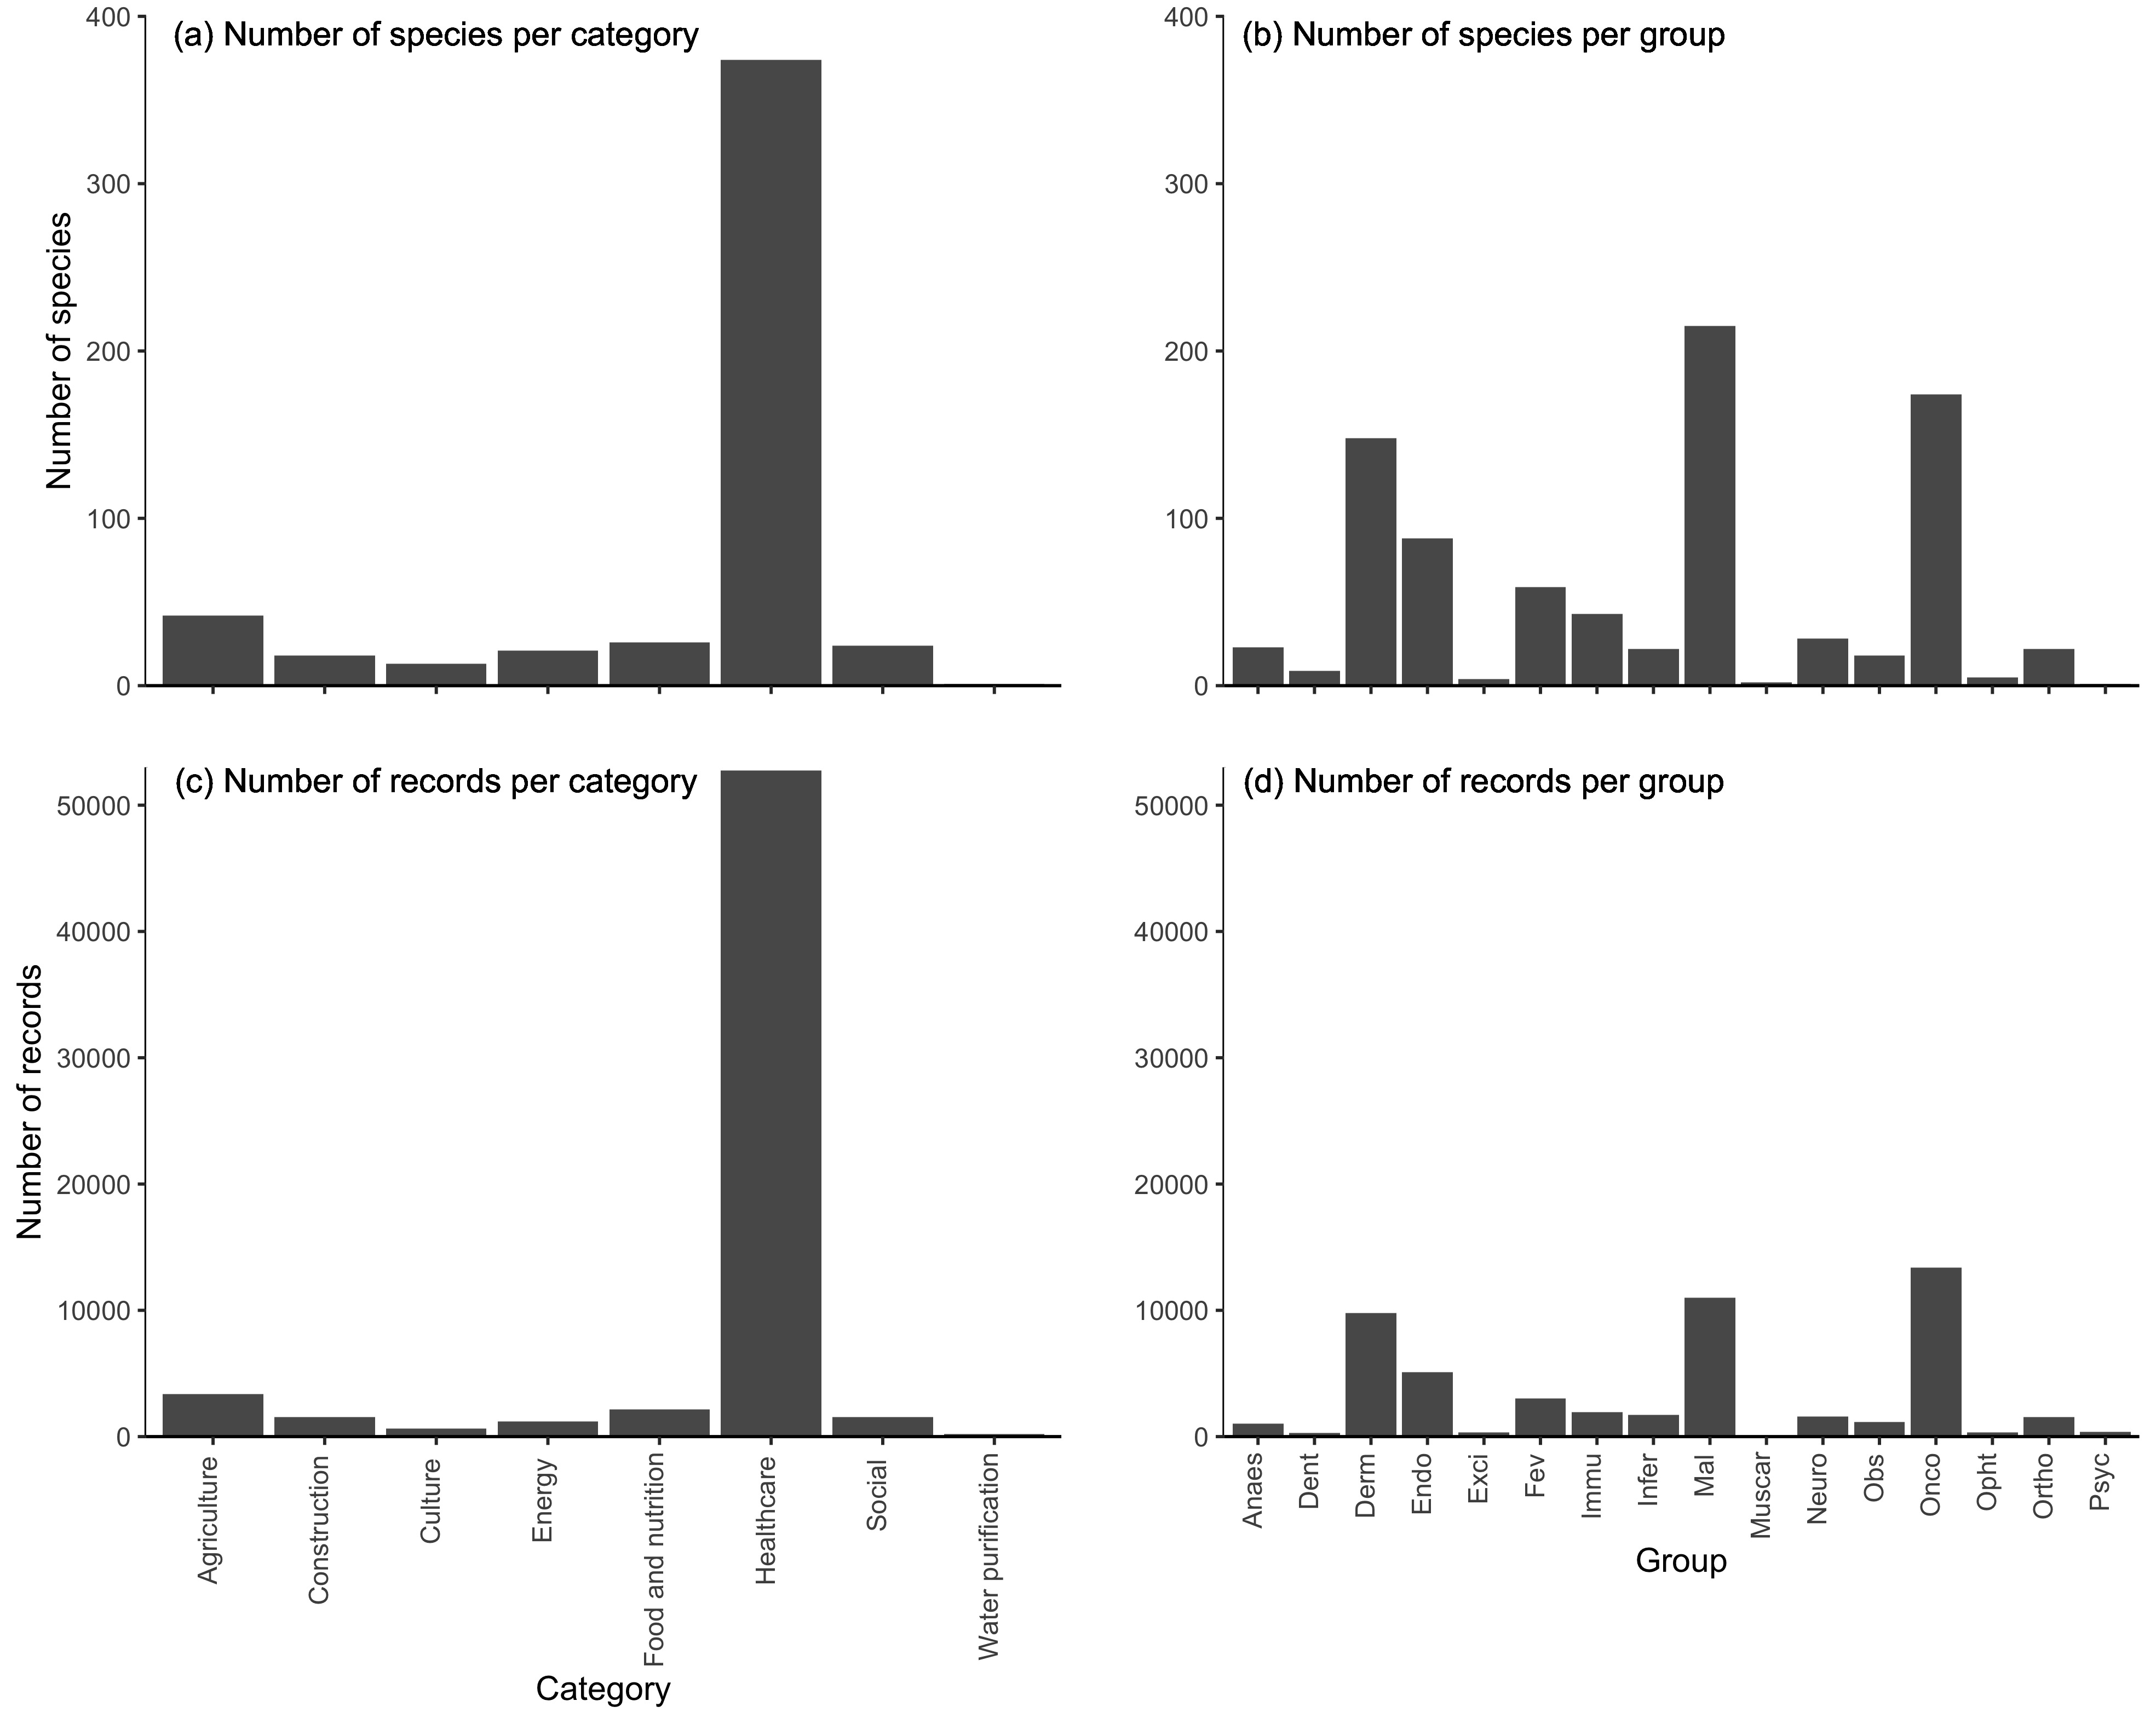 (a) Number of species per category
400
300
200
100
0
Number of species
(b) Number of species per group
400
300
200
100
0
(c) Number of records per category
50000
40000
30000
20000
10000
0
Number of records
Agriculture
Construction
Culture
Energy
Food and nutrition
Healthcare
Social
Water purification
Category
(d) Number of records per group
50000
40000
30000
20000
10000
0
Anaes
Dent
Derm
Endo
Exci
Fev
Immu
Infer
Mal
Muscar
Neuro
Obs
Onco
Opht
Ortho
Psyc
Group